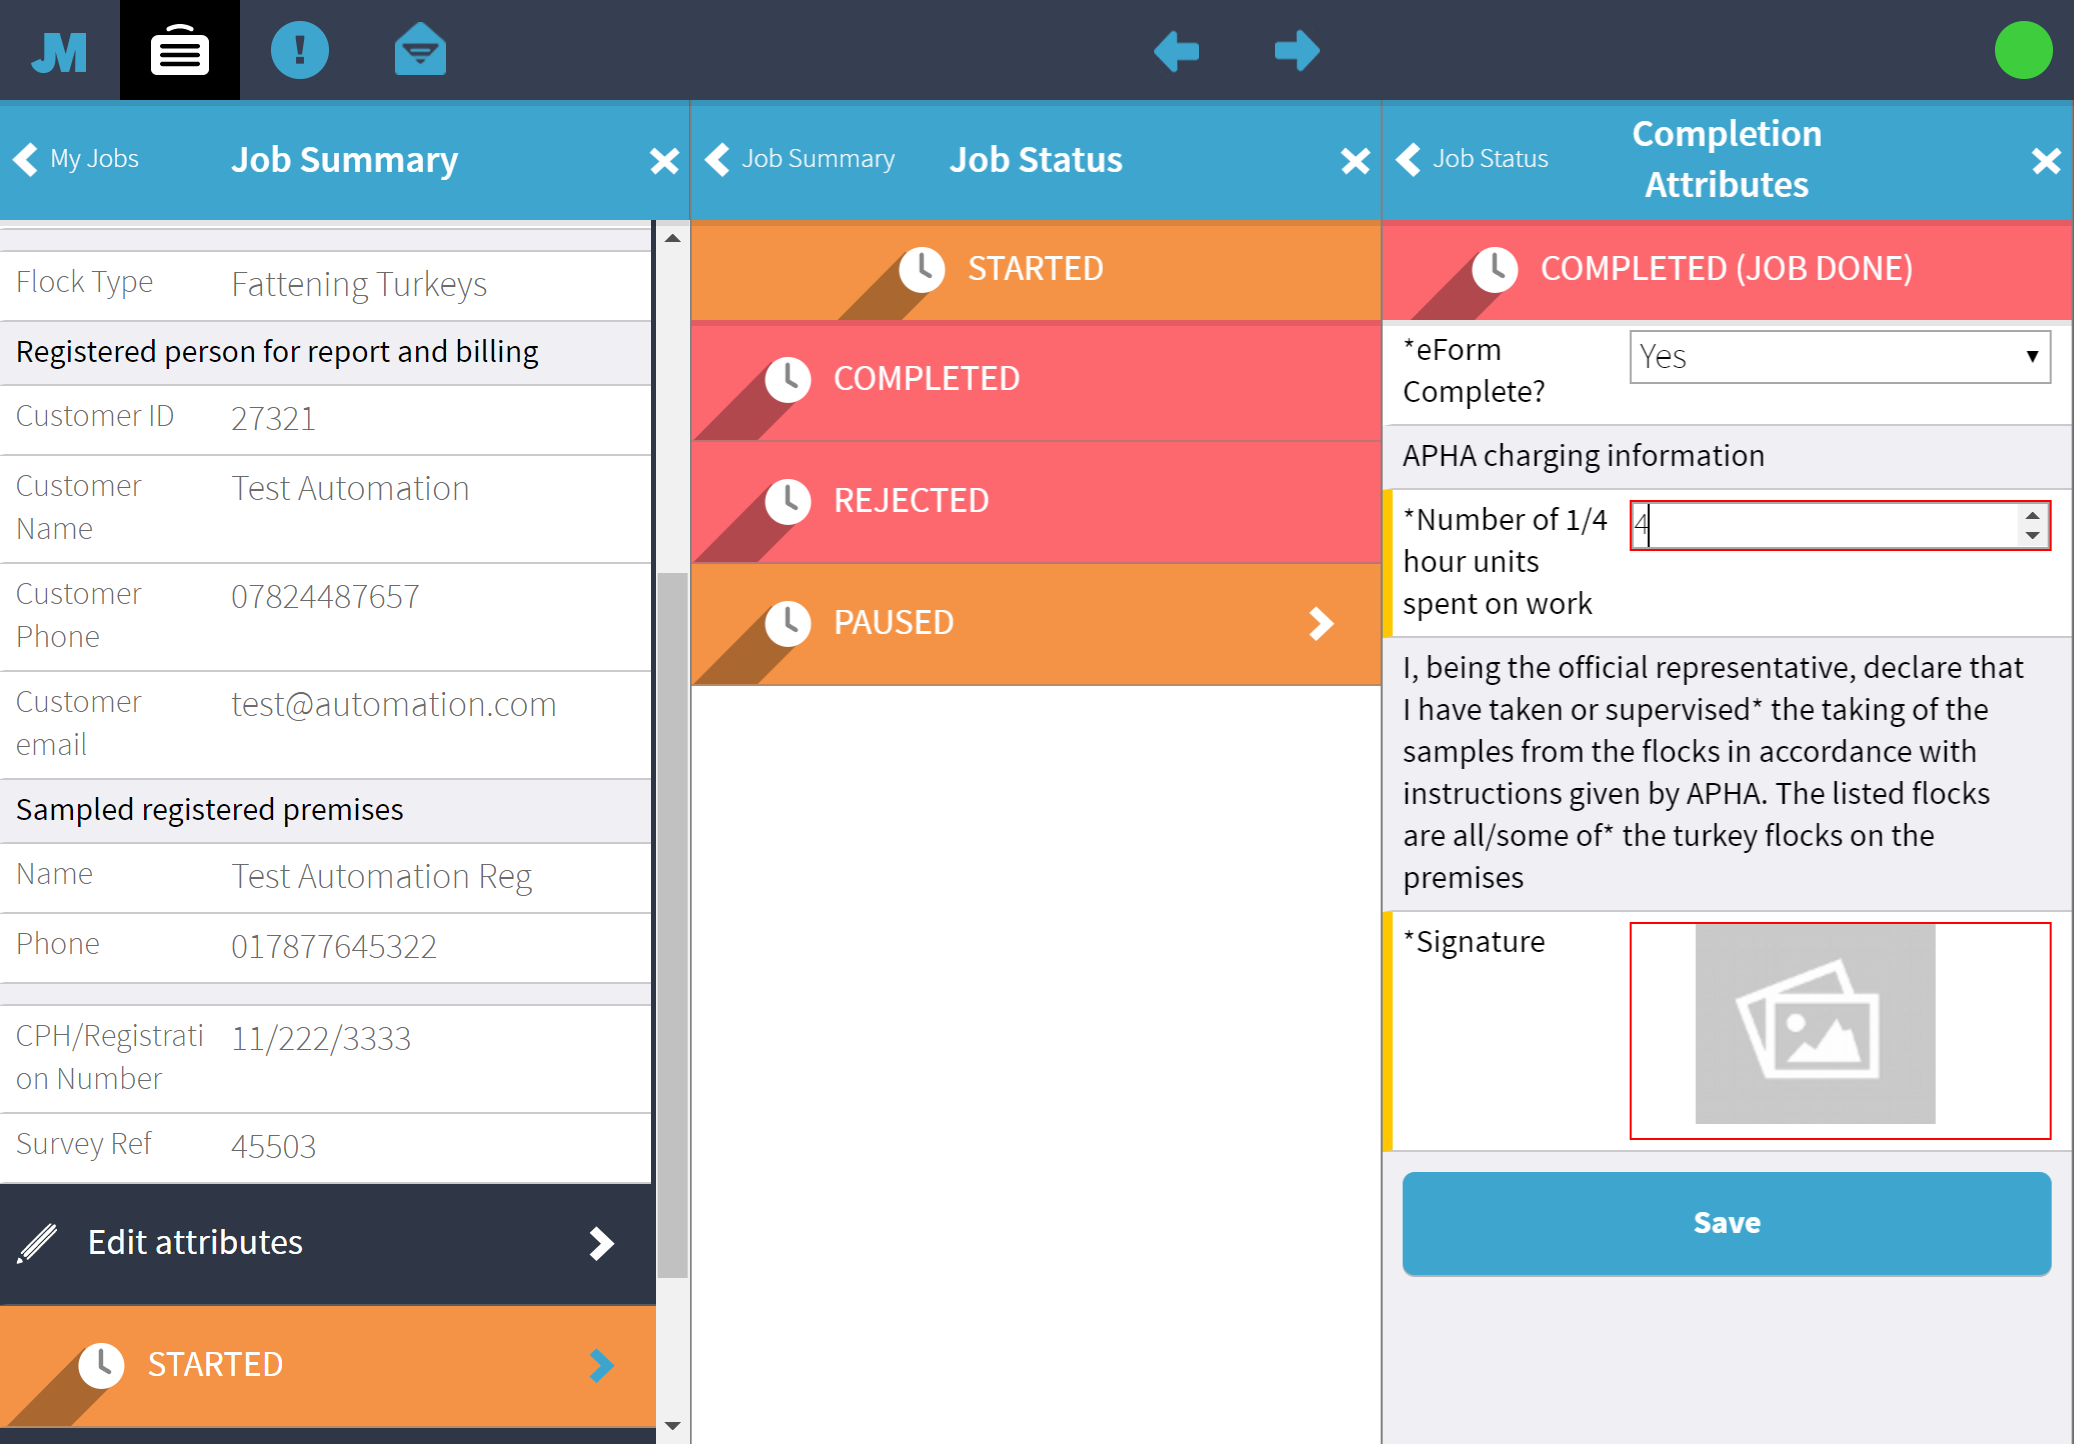 JM
My Jobs
Job Summary
Flock Type
Fattening Turkeys
Registered person for report and billing
Customer ID
27321
Customer
Name
Test Automation
Customer
Phone
07824487657
Customer
email
test@automation.com
Sampled registered premises
Name
Test Automation Reg
Phone
017877645322
CPH/Registrati
on Number
11/222/3333
Survey Ref
45503
Edit attributes
STARTED
Job Summary
Job Status
STARTED
COMPLETED
REJECTED
PAUSED
Job Status
Completion
Attributes
COMPLETED (JOB DONE)
*eForm
Complete?
Yes
APHA charging information
*Number of 1/4
hour units
spent on work
4
I, being the official representative, declare that
I have taken or supervised* the taking of the
samples from the flocks in accordance with
instructions given by APHA. The listed flocks
are all/some of* the turkey flocks on the
premises
*Signature
Save